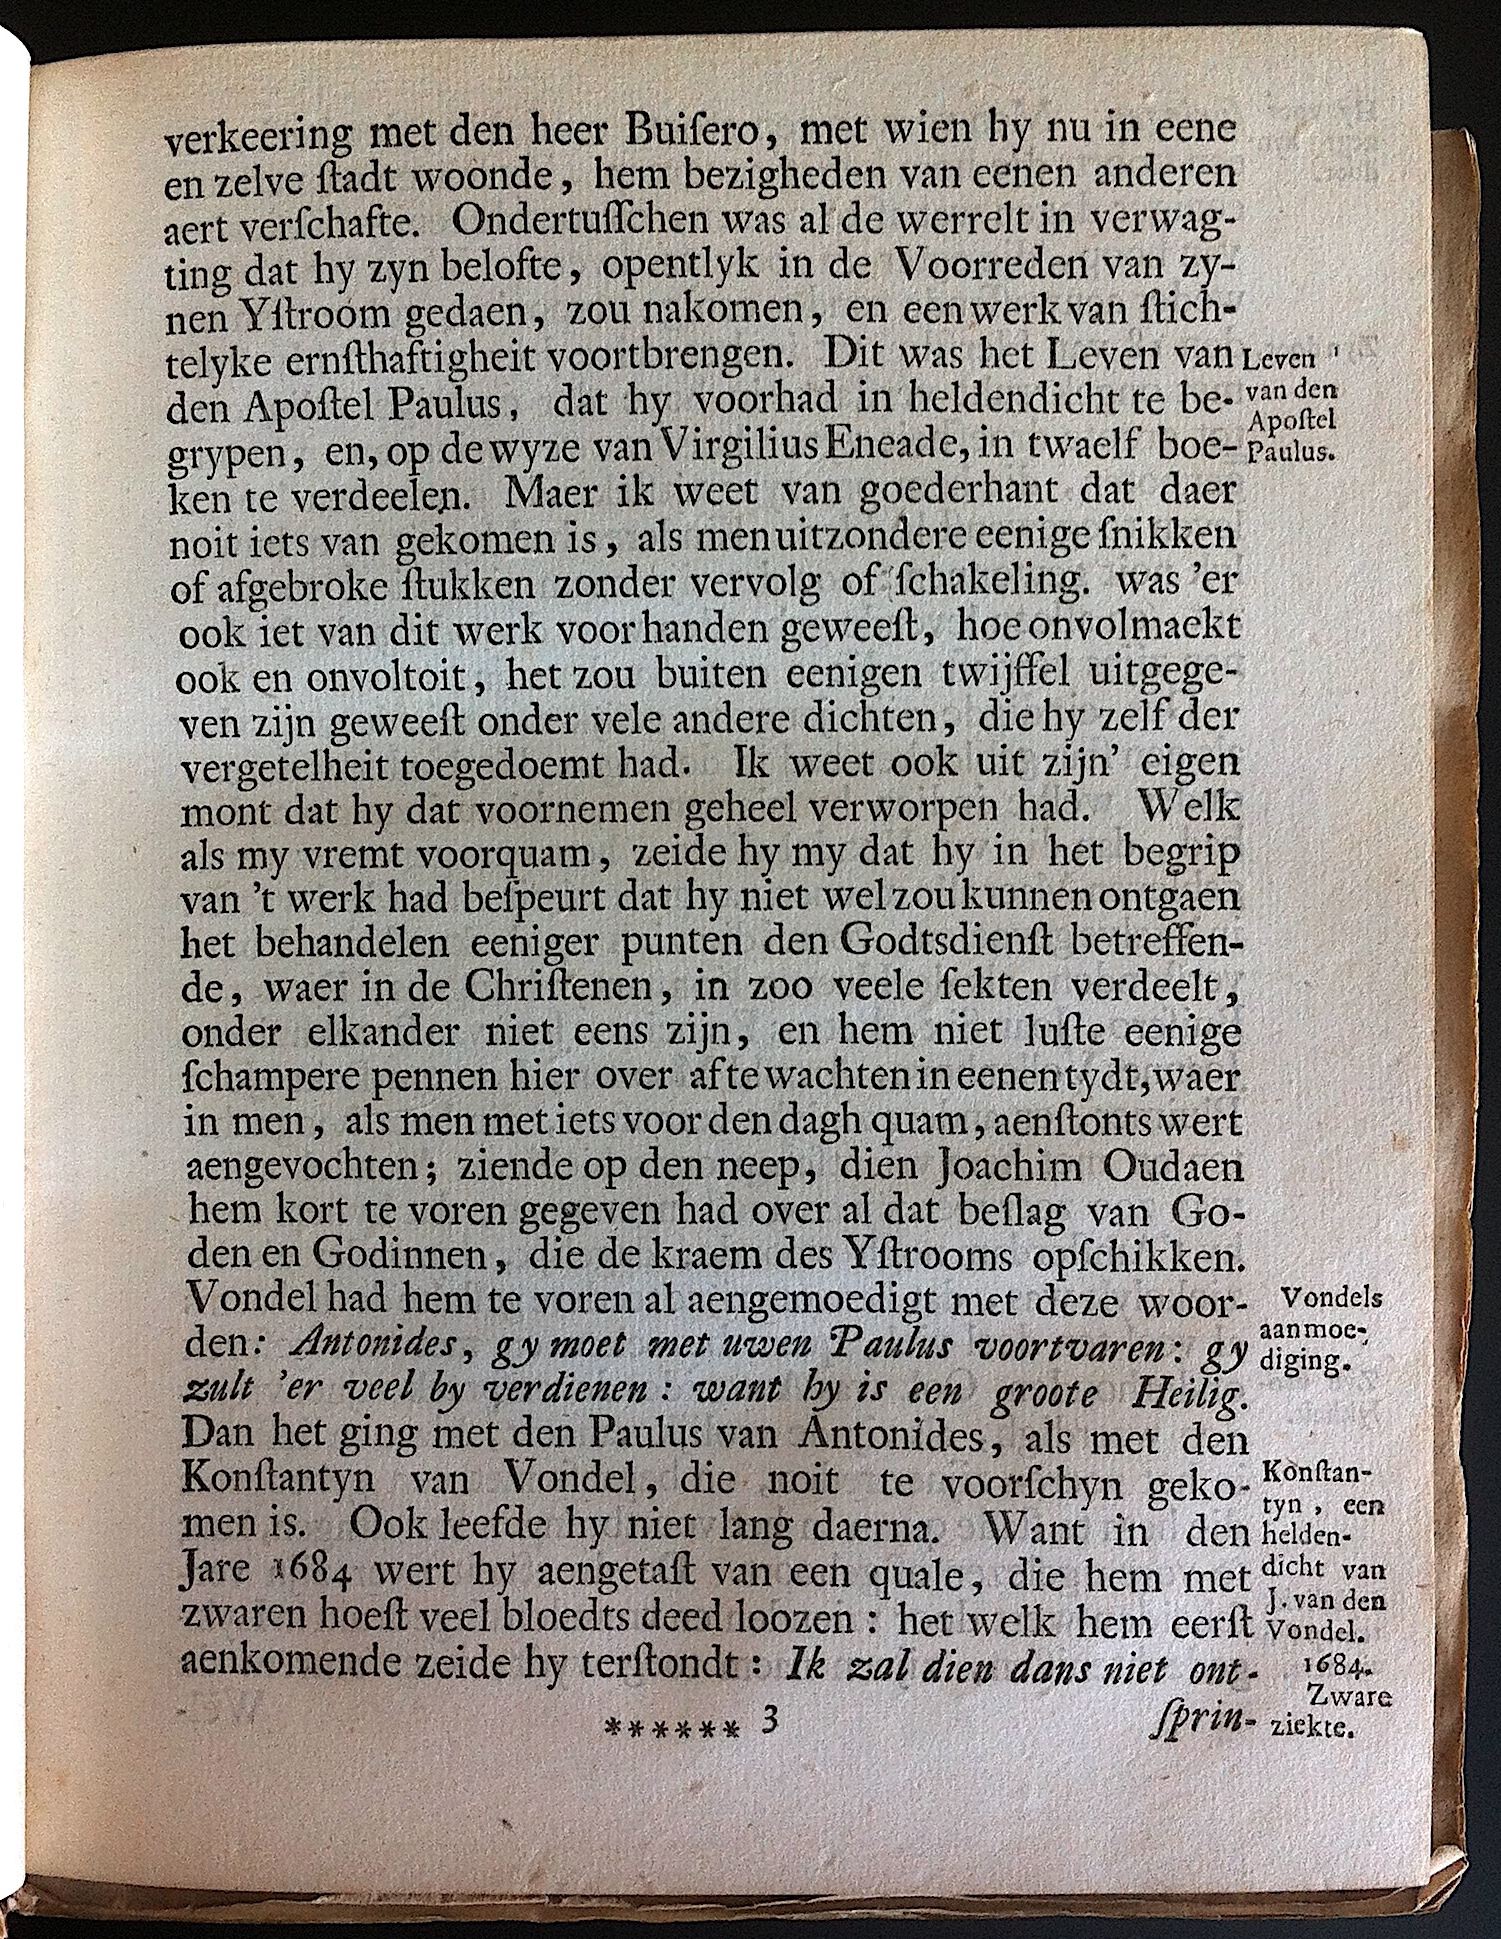 verkeering met den heer Buiſero, met wien hy nu in eene
en zelve ſtadt woonde, hem bezigheden van eenen anderen
aert verſchafte. Ondertuſſchen was al de werrelt in verwag-
ting dat hy zyn belofte, opentlyk in de Voorreden van zy-
nen Yſtroom gedaen, zou nakomen, en een werk van ſtich-
telyke ernſthaftigheit voortbrengen. Dit was het Leven van
den Apoſtel Paulus, dat hy voorhad in heldendicht te be-
grypen, en, op de wyze van Virgilius Eneade, in twaelf boe-
ken te verdeelen. Maer ik weet van goederhant dat daer
noit iets van gekomen is, als men uitzondere eenige ſnikken
of afgebroke ſtukken zonder vervolg of ſchakeling. was 'er
ook iet van dit werk voor handen geweeſt, hoe onvolmaekt
ook en onvoltoit, het zou buiten eenigen twijffel uitgege-
ven zijn geweeſt onder vele andere dichten, die hy zelf der
vergetelheit toegedoemt had. Ik weet ook uit zijn' eigen
mont dat hy dat voornemen geheel verworpen had. Welk
als my vremt voorquam, zeide hy my dat hy in het begrip
van 't werk had beſpeurt dat hy niet wel zou kunnen ontgaen
het behandelen eeniger punten den Godtsdienſt betreffen-
de, waer in de Chriſtenen, in zoo veele ſekten verdeelt,
onder elkander niet eens zijn, en hem niet luſte eenige
ſchampere pennen hier over af te wachten in eenen tydt, waer
in men, als men met iets voor den dagh quam, aenſtonts wert
aengevochten; ziende op den neep, dien Joachim Oudaen
hem kort te voren gegeven had over al dat beſlag van Go-
den en Godinnen, die de kraem des Yſtrooms opſchikken.
Vondel had hem te voren al aengemoedigt met deze woor-
den: Antonides, gy moet met uwen Paulus voortvaren: gy
zult 'er veel by verdienen: want hy is een groote Heilig.
Dan het ging met den Paulus van Antonides, als met den
Konſtantyn van Vondel, die noit te voorſchyn geko-
men is. Ook leefde hy niet lang daerna. Want in den
Jare 1684 wert hy aengetaſt van een quale, die hem met
zwaren hoeſt veel bloedts deed loozen: het welk hem eerſt
aenkomende zeide hy terſtondt: Ik zal dien dans niet ont-
****** 3
ſprin-
Leven
van den
Apoſtel
Paulus.
Vondels
aanmoe-
diging.
Konſtan-
tyn, een
helden-
dicht van
J. van den
Vondel.
1684.
Zware
ziekte.